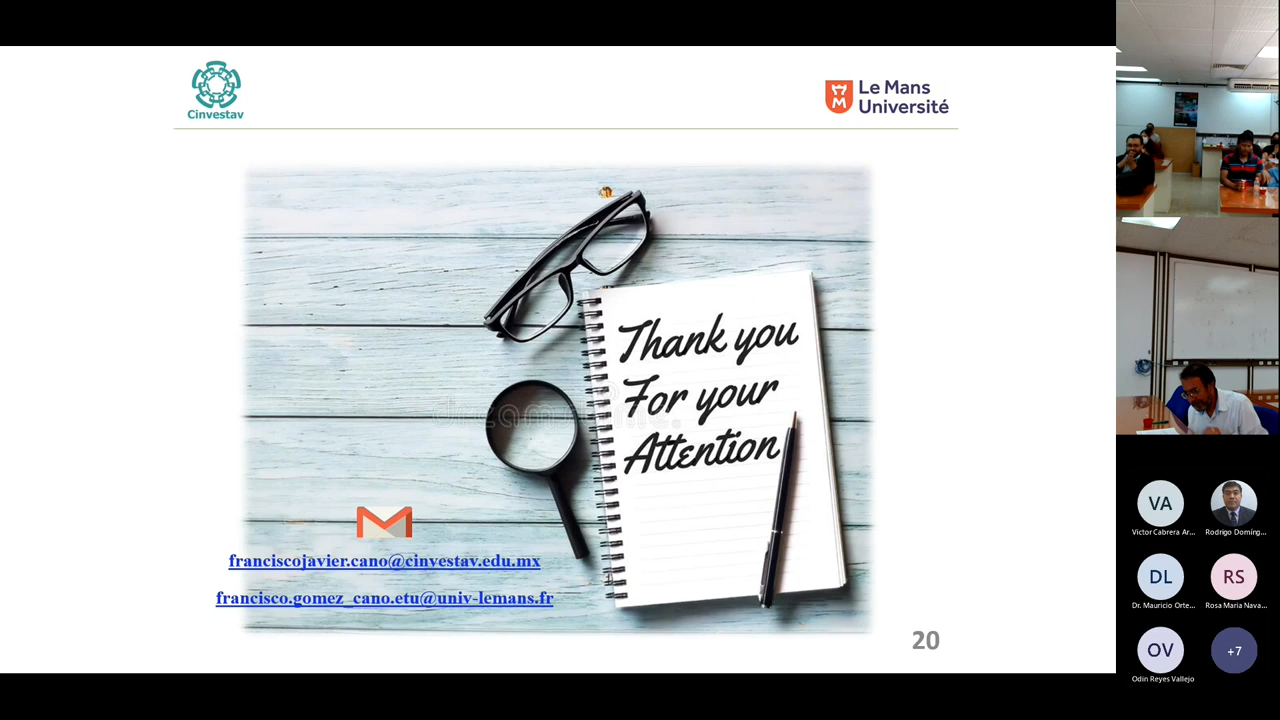 Cinvestav
Le Mans
Université
Thank you
For your
Attention
franciscojavier.cano@cinvestav.edu.mx
francisco.gomez_cano.etu@univ-lemans.fr
20
VA
Victor Cabrera Ar...
Rodrigo Domíng...
DL
Dr. Mauricio Orte...
RS
Rosa Maria Nava...
OV
Odin Reyes Vallejo
+7